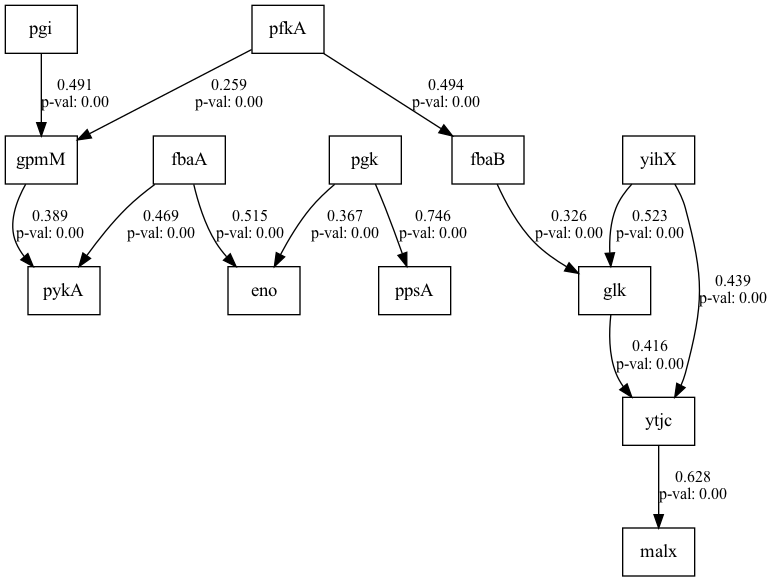 pgi
pfkA
0.491
p-val: 0.00
0.259
p-val: 0.00
0.494
p-val: 0.00
gpmM
fbaA
pgk
fbaB
yihX
0.389
p-val: 0.00
0.469
p-val: 0.00
0.515
p-val: 0.00
0.367
p-val: 0.00
0.746
p-val: 0.00
0.326
p-val: 0.00
0.523
p-val: 0.00
0.439
p-val: 0.00
pykA
eno
ppsA
glk
0.416
p-val: 0.00
ytjc
0.628
p-val: 0.00
malx